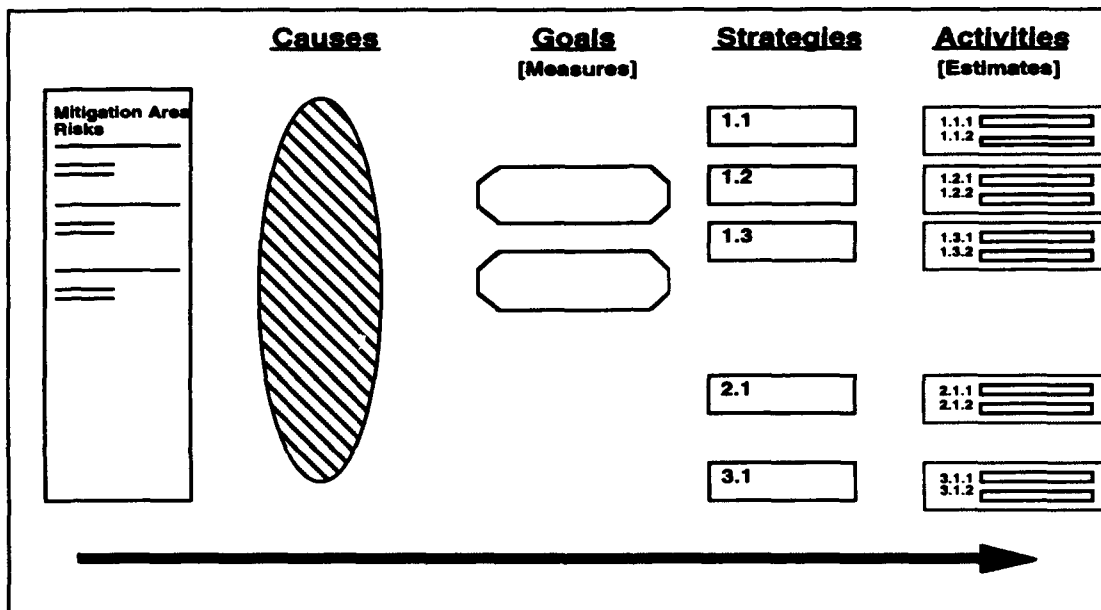 Causes
Goals
[Measures]
Strategies
Activities
[Estimates]
Mitigation Area
Risks
1.1
1.2
1.3
2.1
3.1
1.1.1
1.1.2
1.2.1
1.2.2
1.3.1
1.3.2
2.1.1
2.1.2
3.1.1
3.1.2